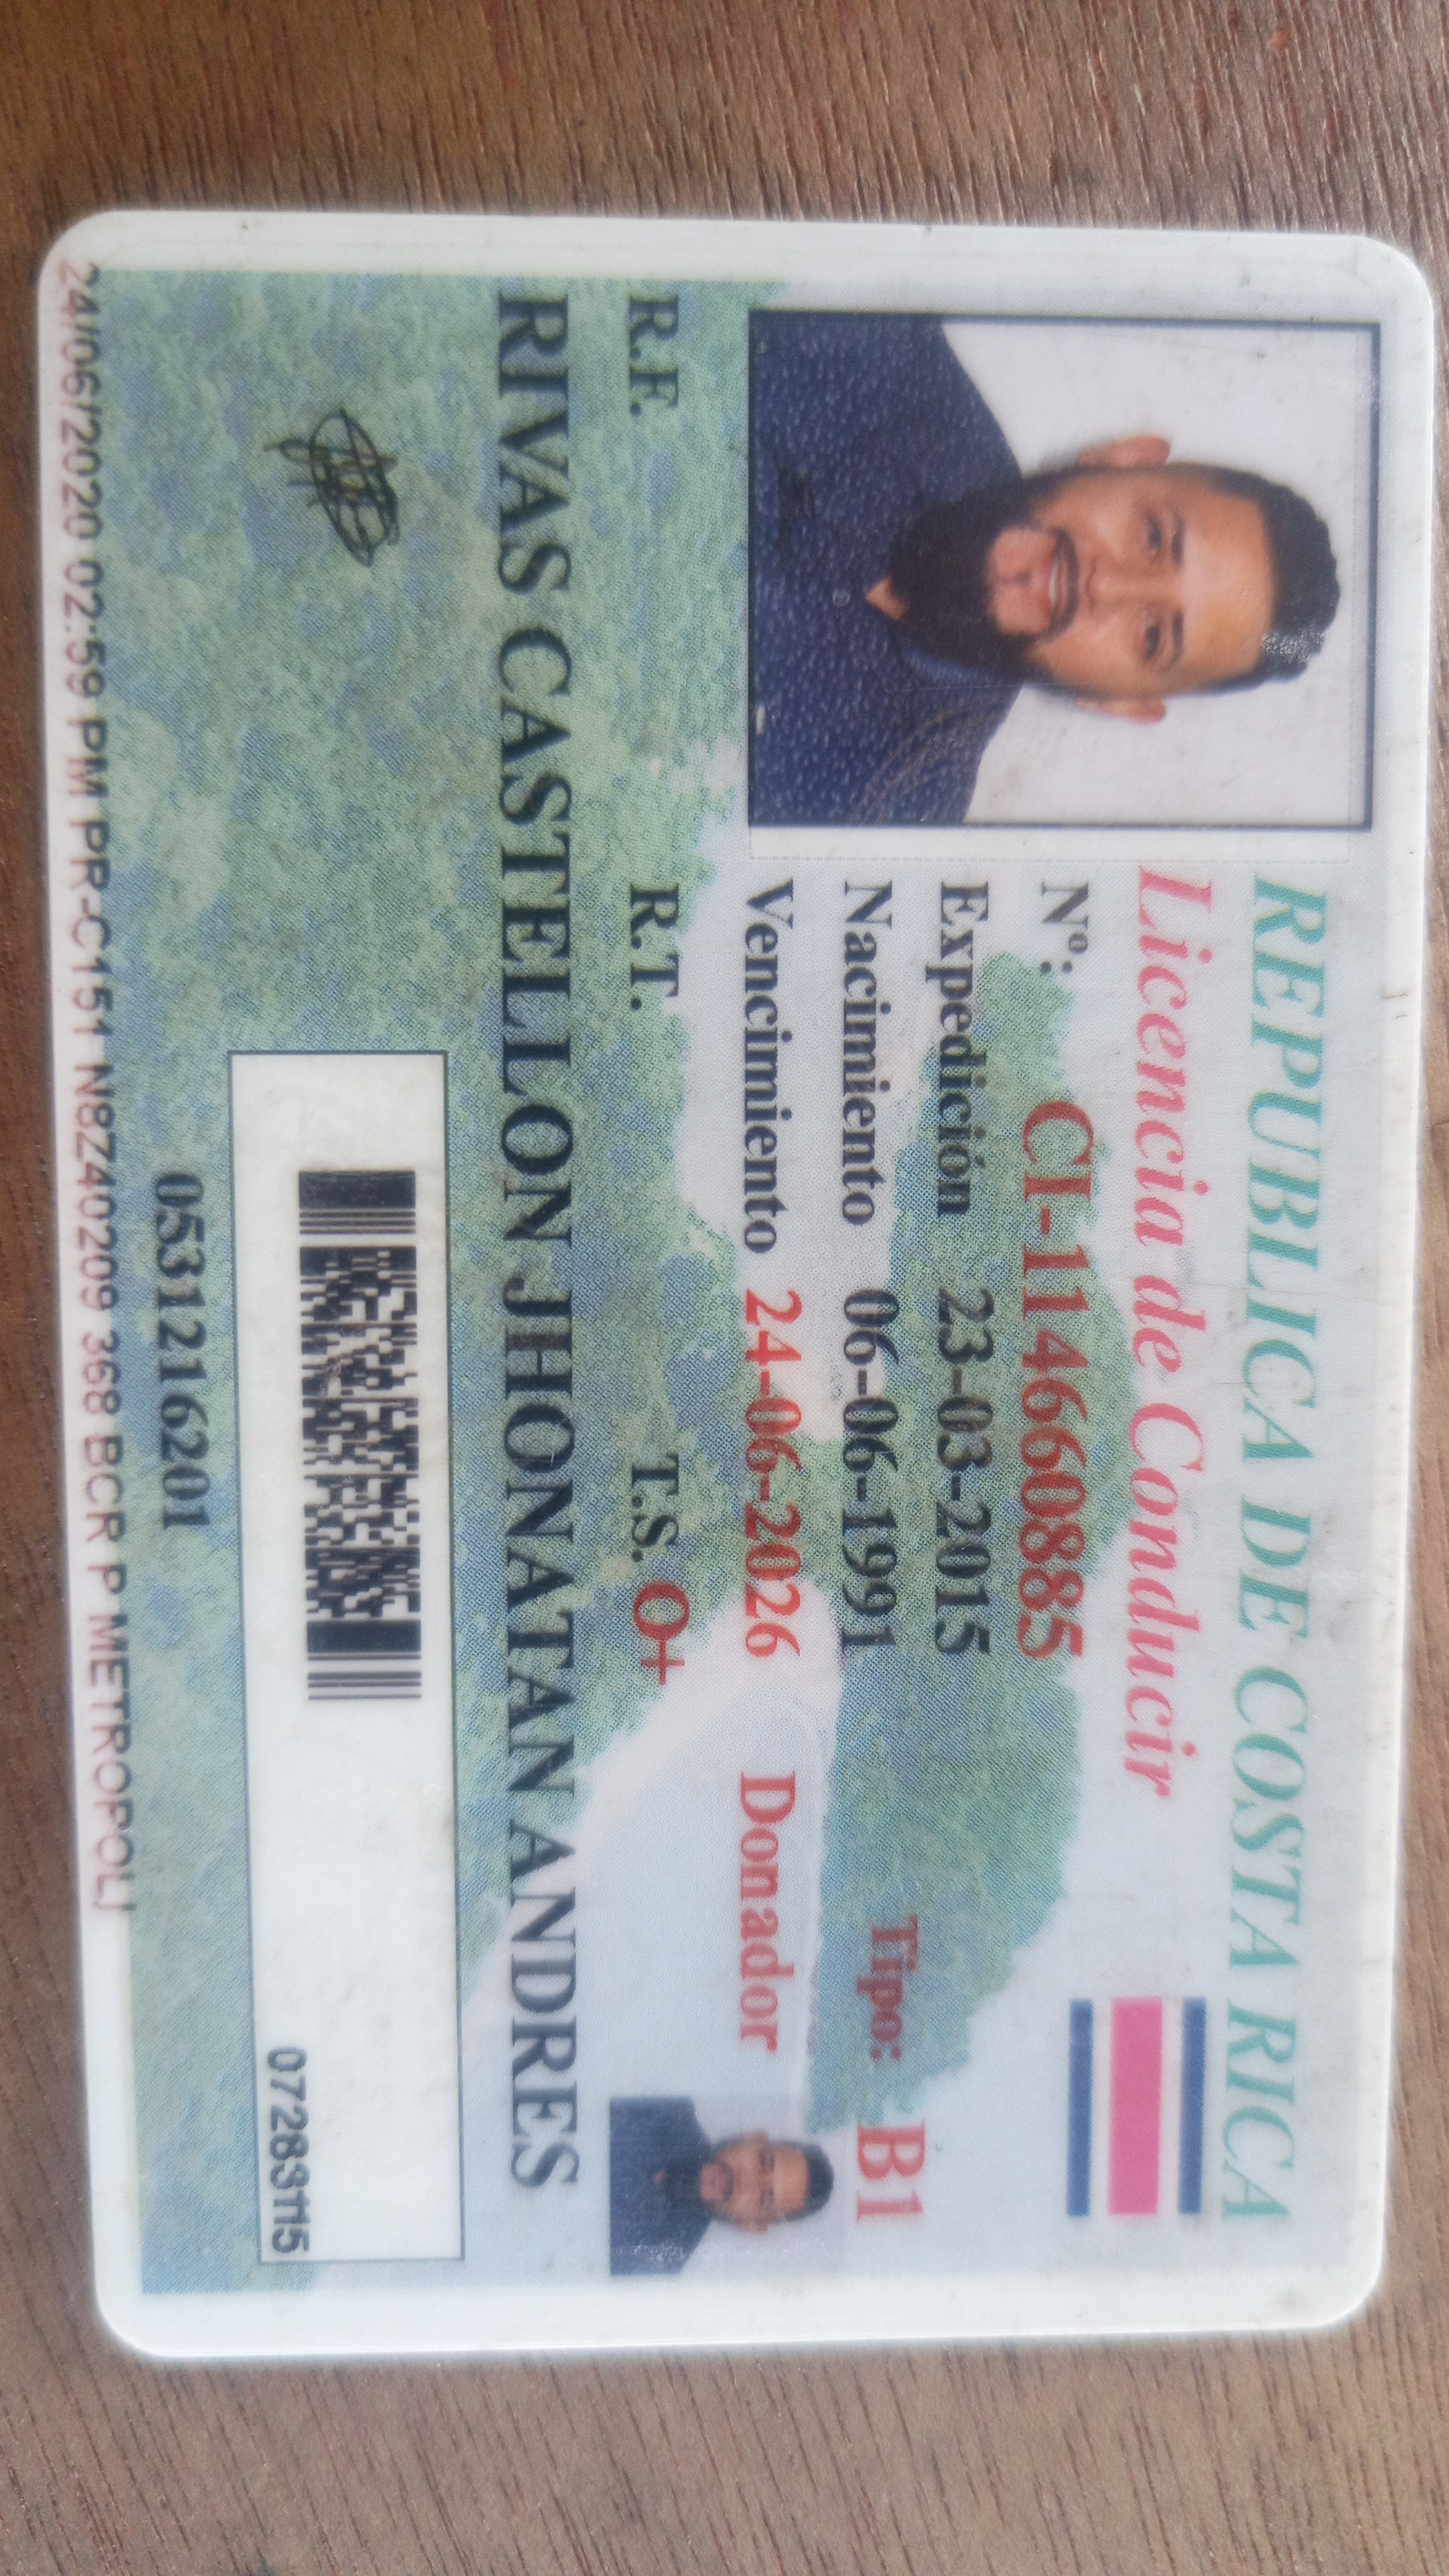 REPUBLICA DE COSTA RICA
Licencia de Conducir
Nº: CI-114660885
Expedición 23-03-2015
Nacimiento 06-06-1991 Tipo: B1
Vencimiento 24-06-2026 Donador
R.F. R.T. T.S. O+
RIVAS CASTELLON JHONATAN ANDRES
07283115
0531216201
24/06/2020 02:59 PM PR-C151 N8Z40209 368 BCR P METROPOLI